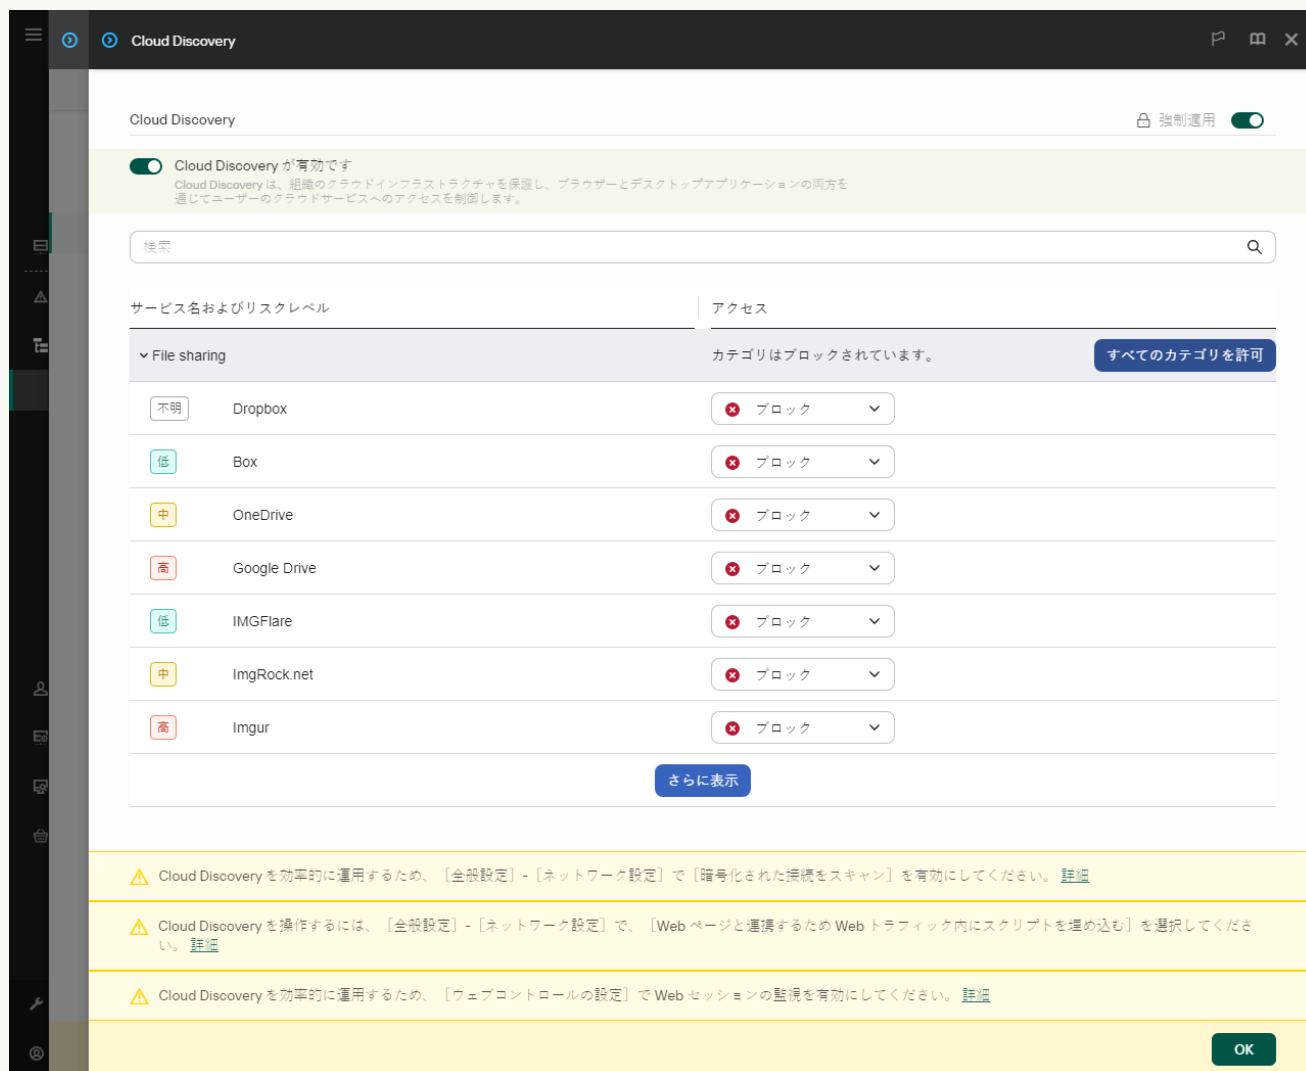 Cloud Discovery
Cloud Discovery
強制適用
Cloud Discovery が有効です
Cloud Discovery は、組織のクラウドインフラストラクチャを保護し、ブラウザーとデスクトップアプリケーションの両方を
通じてユーザーのクラウドサービスへのアクセスを制御します。
検索
サービス名およびリスクレベル
アクセス
File sharing
カテゴリはブロックされています。
すべてのカテゴリを許可
不明 Dropbox ブロック
低 Box ブロック
中 OneDrive ブロック
高 Google Drive ブロック
低 IMGFlare ブロック
中 ImgRock.net ブロック
高 Imgur ブロック
さらに表示
Cloud Discovery を効率的に運用するため、［全般設定］-［ネットワーク設定］で［暗号化された接続をスキャン］を有効にしてください。 詳細
Cloud Discovery を操作するには、［全般設定］-［ネットワーク設定］で、［Web ページと連携するため Web トラフィック内にスクリプトを埋め込む］を選択してくださ
い。 詳細
Cloud Discovery を効率的に運用するため、［ウェブコントロールの設定］で Web セッションの監視を有効にしてください。 詳細
OK